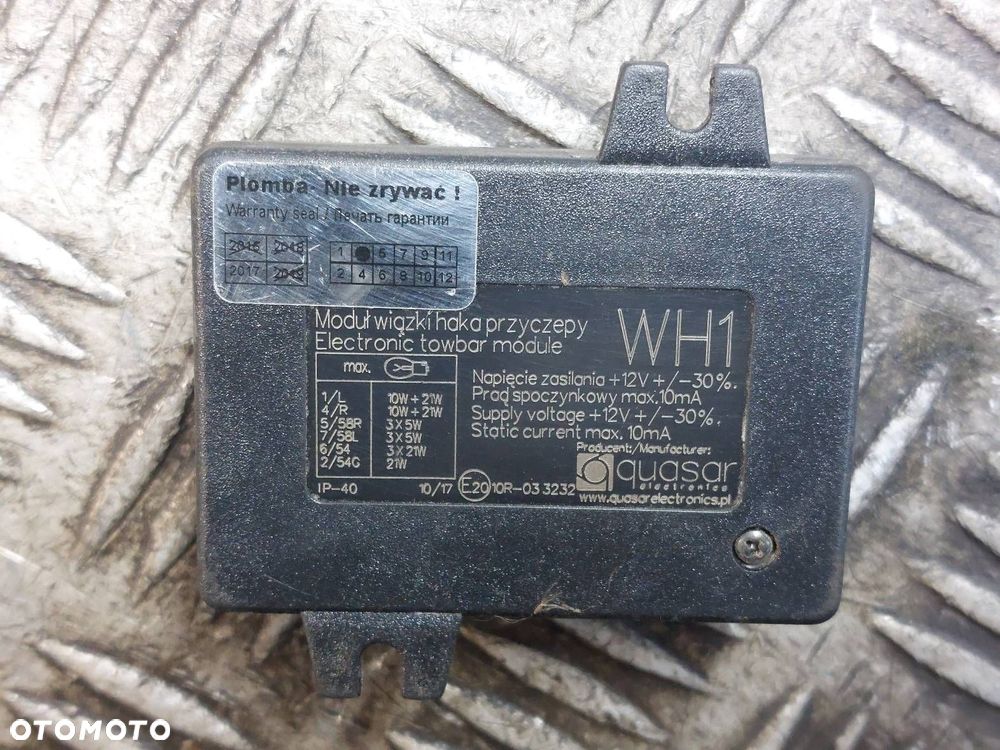 Plomba- Nie zrywać !
Warranty seal / Печать гарантии
2015 2018 1 5 7 9 11
2017 2019 2 4 6 8 10 12
Moduł wiązki haka przyczepy
Electronic towbar module
WH1
max.
1/L 10W + 21W
4/R 10W + 21W
5/58R 3 X 5W
7/58L 3 X 5W
6/54 3 X 21W
2/54G 21W
Napięcie zasilania +12V +/-30%.
Prąd spoczynkowy max.10mA
Supply voltage +12V +/-30%.
Static current max. 10mA
Producent:/Manufacturer:
quasar
electronics
IP-40 10/17 E20 10R-03 3232 www.quasarelectronics.pl
OTOMOTO